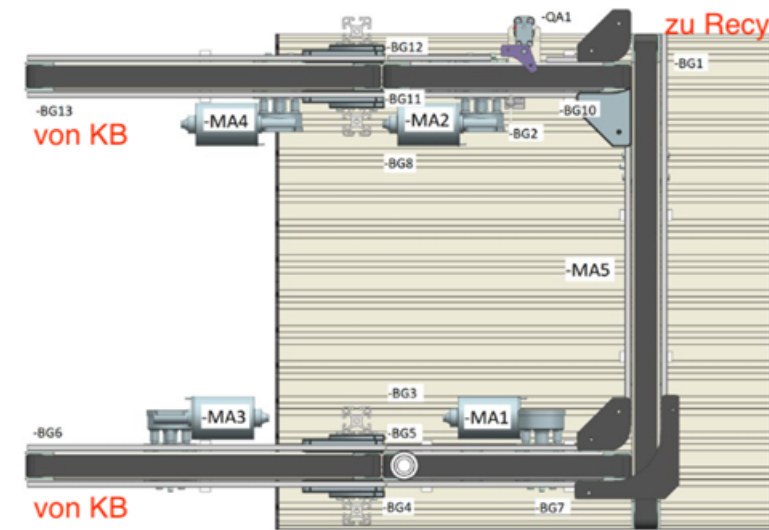 -QA1
zu Recy
-BG12
-BG1
-BG13
-BG11
-BG10
von KB
-MA4
-MA2
-BG2
-BG8
-MA5
-BG3
-MA3
-MA1
-BG6
-BG5
von KB
-BG4
-BG7